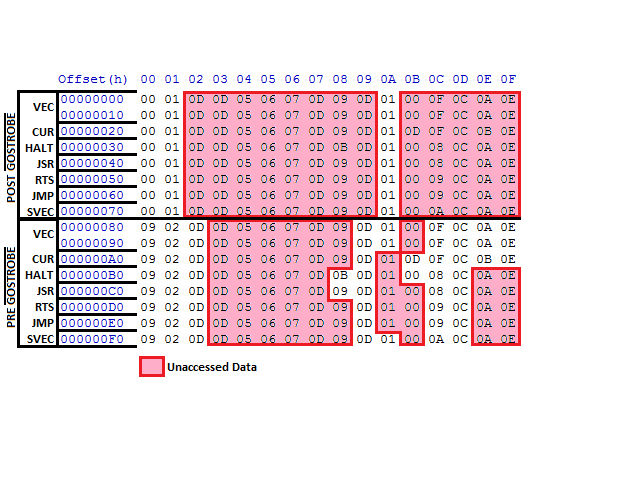 Offset(h) 00 01 02 03 04 05 06 07 08 09 0A 0B 0C 0D 0E 0F
POST GOSTROBE
VEC 00000000 00 01 0D 0D 05 06 07 0D 09 0D 01 00 0F 0C 0A 0E
00000010 00 01 0D 0D 05 06 07 0D 09 0D 01 00 0F 0C 0A 0E
CUR 00000020 00 01 0D 0D 05 06 07 0D 09 0D 01 0D 0F 0C 0B 0E
HALT 00000030 00 01 0D 0D 05 06 07 0D 0B 0D 01 00 08 0C 0A 0E
JSR 00000040 00 01 0D 0D 05 06 07 0D 09 0D 01 00 08 0C 0A 0E
RTS 00000050 00 01 0D 0D 05 06 07 0D 09 0D 01 00 09 0C 0A 0E
JMP 00000060 00 01 0D 0D 05 06 07 0D 09 0D 01 00 09 0C 0A 0E
SVEC 00000070 00 01 0D 0D 05 06 07 0D 09 0D 01 00 0A 0C 0A 0E
PRE GOSTROBE
VEC 00000080 09 02 0D 0D 05 06 07 0D 09 0D 01 00 0F 0C 0A 0E
00000090 09 02 0D 0D 05 06 07 0D 09 0D 01 00 0F 0C 0A 0E
CUR 000000A0 09 02 0D 0D 05 06 07 0D 09 0D 01 0D 0F 0C 0B 0E
HALT 000000B0 09 02 0D 0D 05 06 07 0D 0B 0D 01 00 08 0C 0A 0E
JSR 000000C0 09 02 0D 0D 05 06 07 0D 09 0D 01 00 08 0C 0A 0E
RTS 000000D0 09 02 0D 0D 05 06 07 0D 09 0D 01 00 09 0C 0A 0E
JMP 000000E0 09 02 0D 0D 05 06 07 0D 09 0D 01 00 09 0C 0A 0E
SVEC 000000F0 09 02 0D 0D 05 06 07 0D 09 0D 01 00 0A 0C 0A 0E
Unaccessed Data